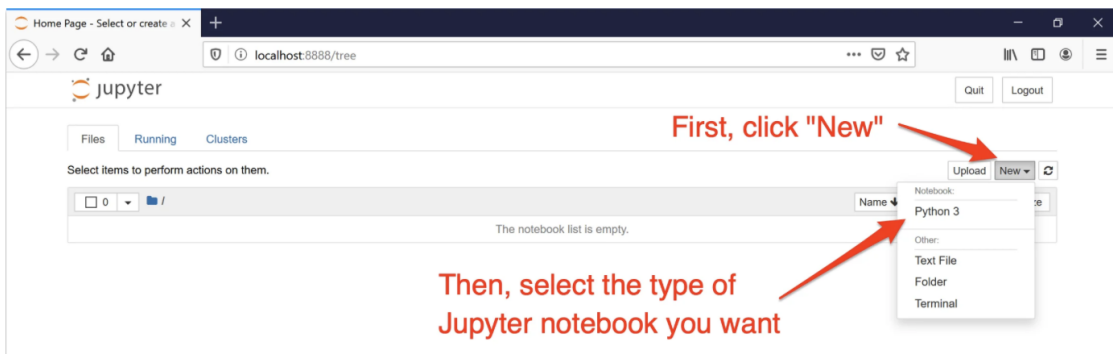 Home Page - Select or create a
localhost:8888/tree
jupyter
Quit
Logout
First, click "New"
Files
Running
Clusters
Select items to perform actions on them.
Upload
New
0
/
Name
ze
Notebook:
Python 3
The notebook list is empty.
Other:
Text File
Folder
Terminal
Then, select the type of
Jupyter notebook you want